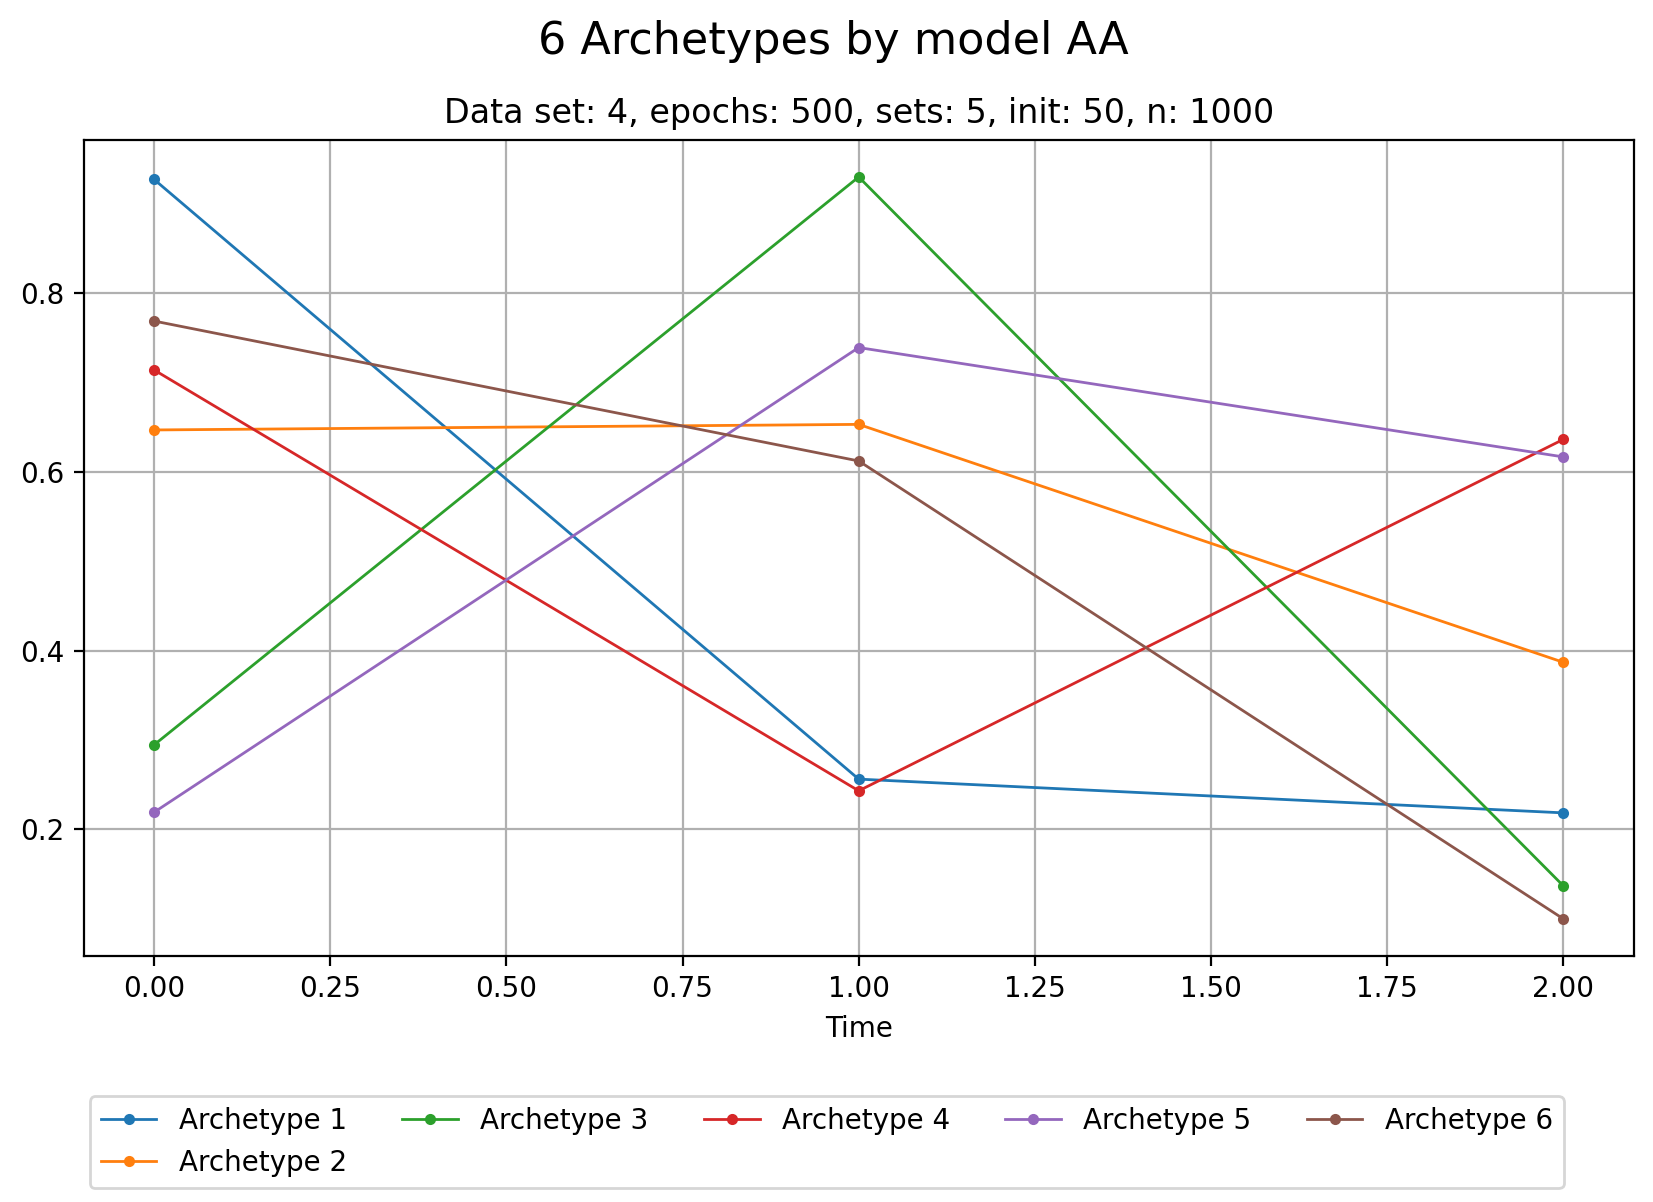 6 Archetypes by model AA
Data set: 4, epochs: 500, sets: 5, init: 50, n: 1000
0.8
0.6
0.4
0.2
0.00 0.25 0.50 0.75 1.00 1.25 1.50 1.75 2.00
Time
Archetype 1 Archetype 3 Archetype 4 Archetype 5 Archetype 6
Archetype 2